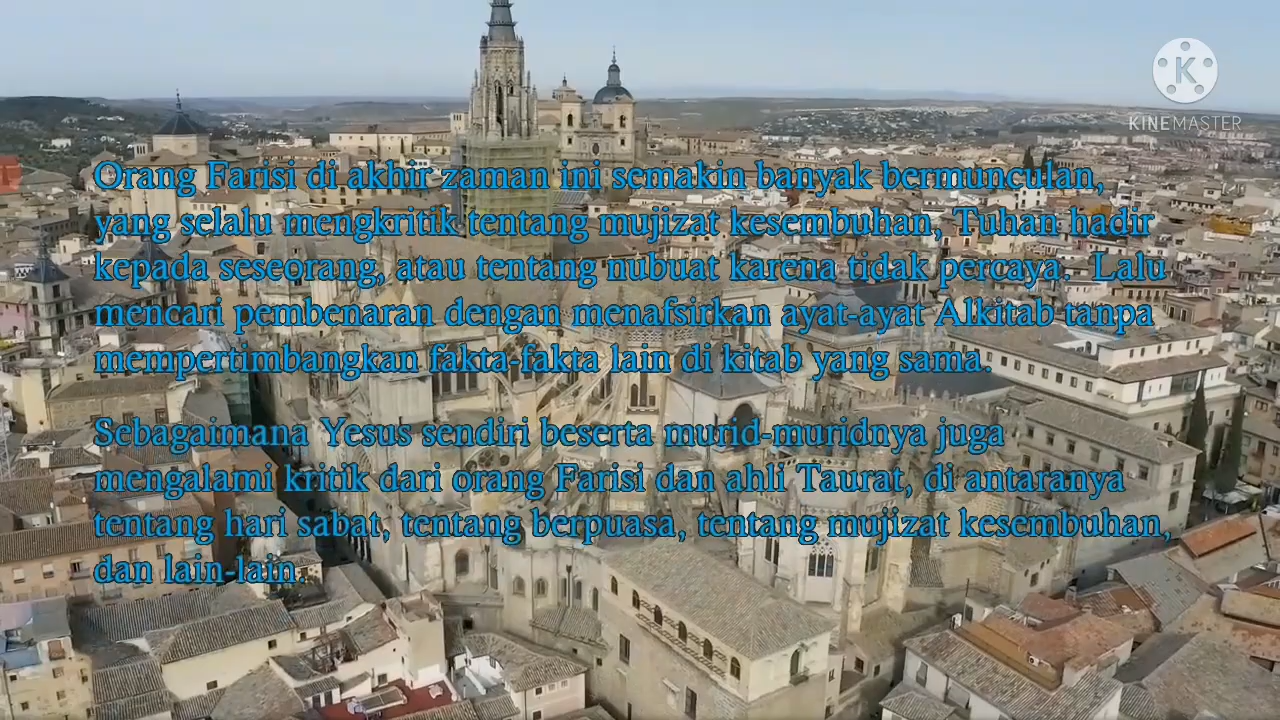 KINEMASTER
Orang Farisi di akhir zaman ini semakin banyak bermunculan,
yang selalu mengkritik tentang mujizat kesembuhan, Tuhan hadir
kepada seseorang, atau tentang nubuat karena tidak percaya. Lalu
mencari pembenaran dengan menafsirkan ayat-ayat Alkitab tanpa
mempertimbangkan fakta-fakta lain di kitab yang sama.
Sebagaimana Yesus sendiri beserta murid-muridnya juga
mengalami kritik dari orang Farisi dan ahli Taurat, di antaranya
tentang hari sabat, tentang berpuasa, tentang mujizat kesembuhan,
dan lain-lain.